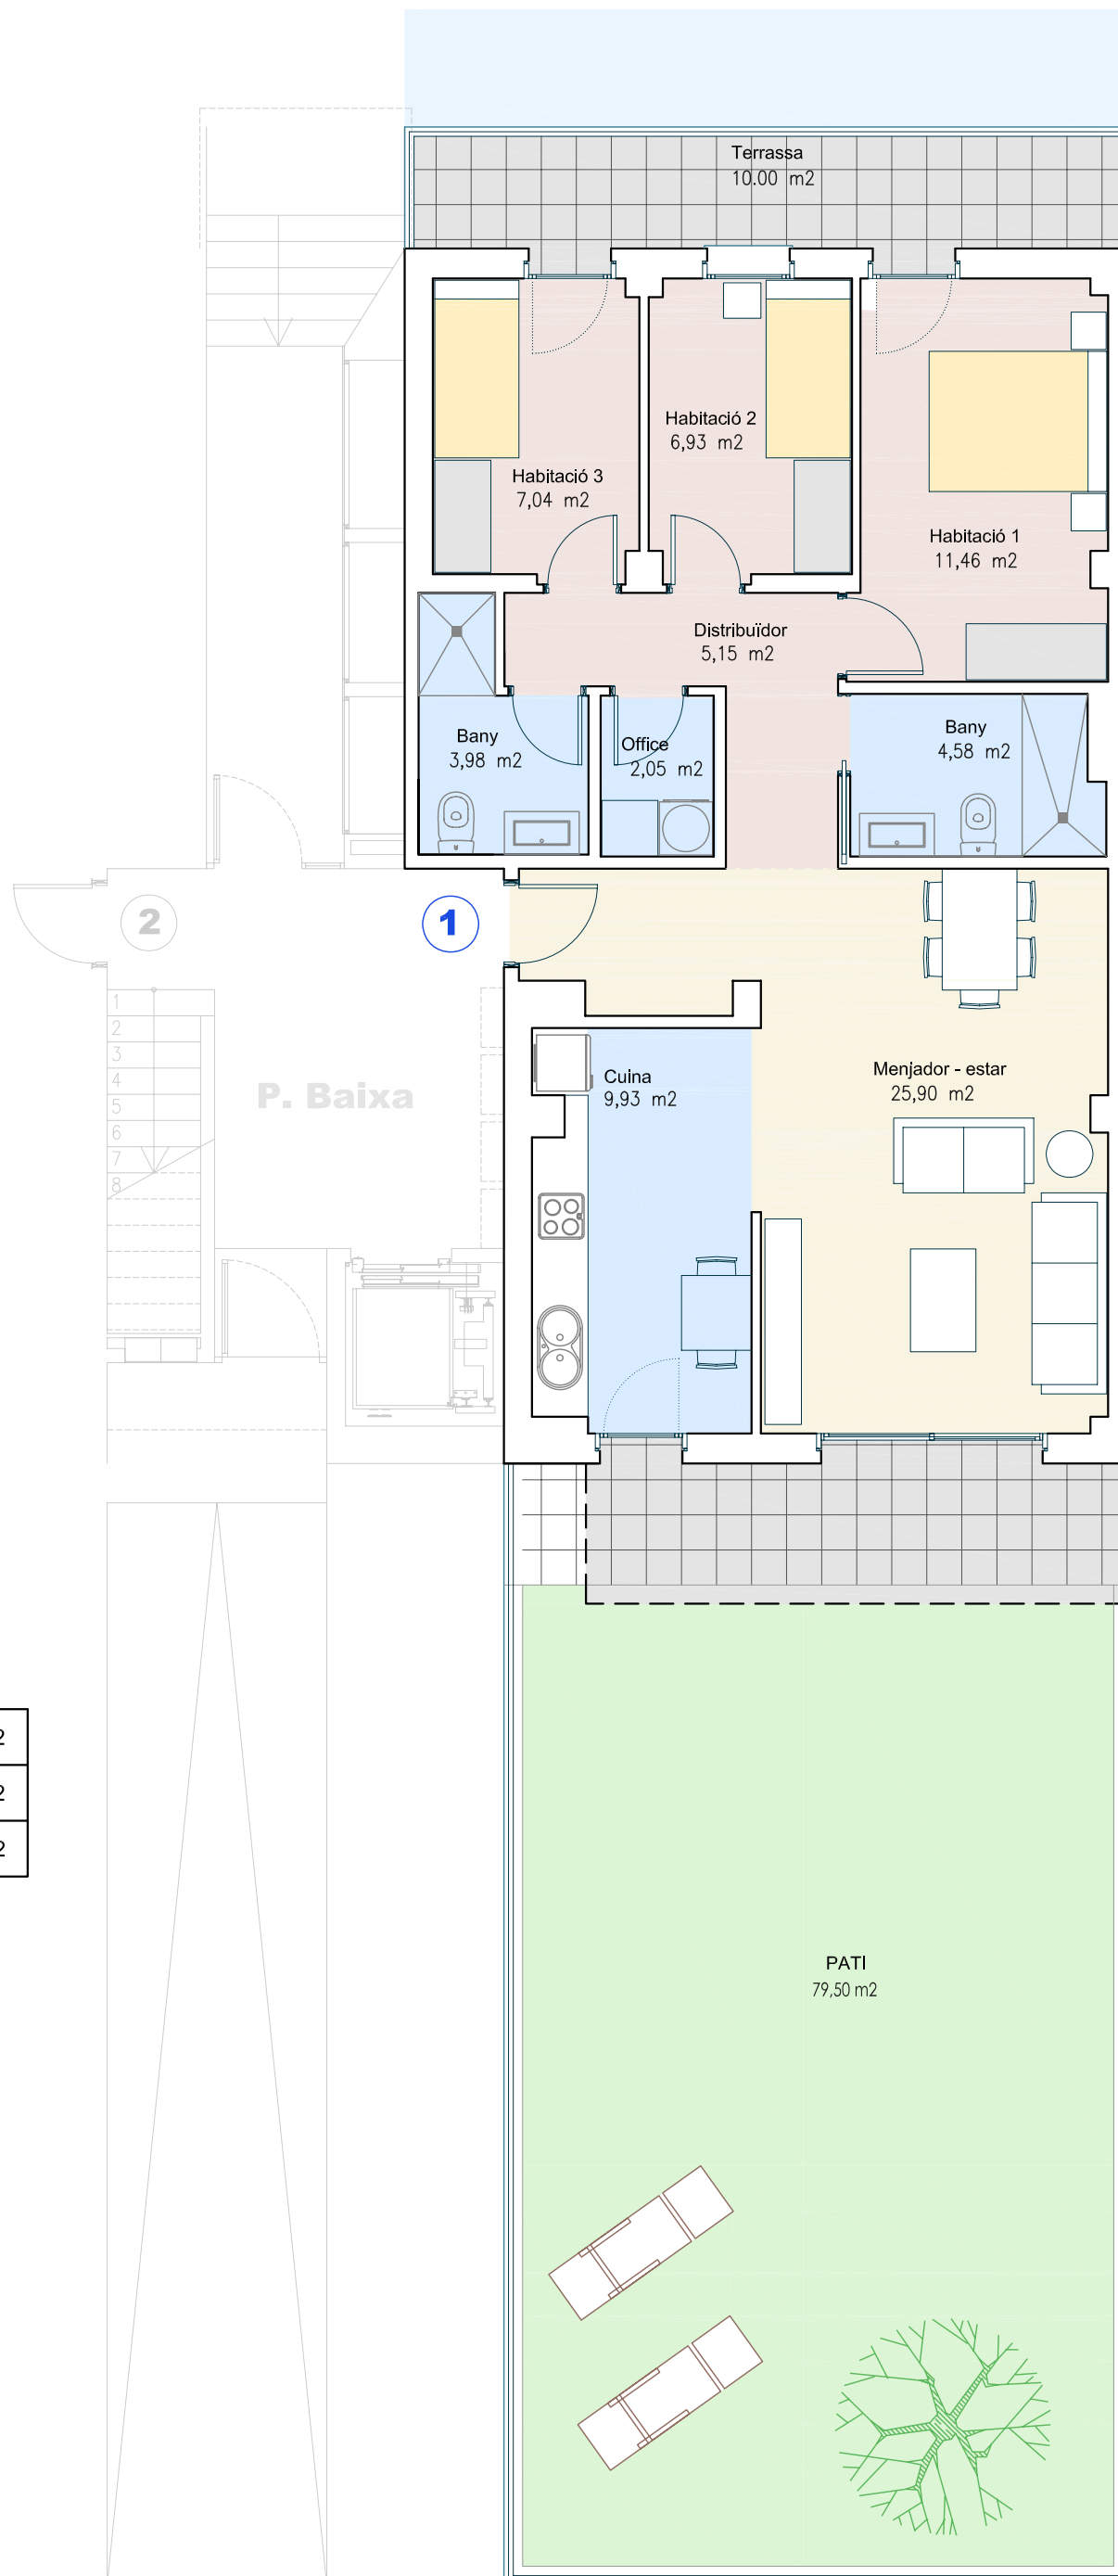 Terrassa
10.00 m2
Habitació 2
6,93 m2
Habitació 3
7,04 m2
Habitació 1
11,46 m2
Distribuïdor
5,15 m2
Bany
3,98 m2
Office
2,05 m2
Bany
4,58 m2
2
1
1
2
3
4
5
6
7
8
P. Baixa
Cuina
9,93 m2
Menjador - estar
25,90 m2
2
2
2
PATI
79,50 m2